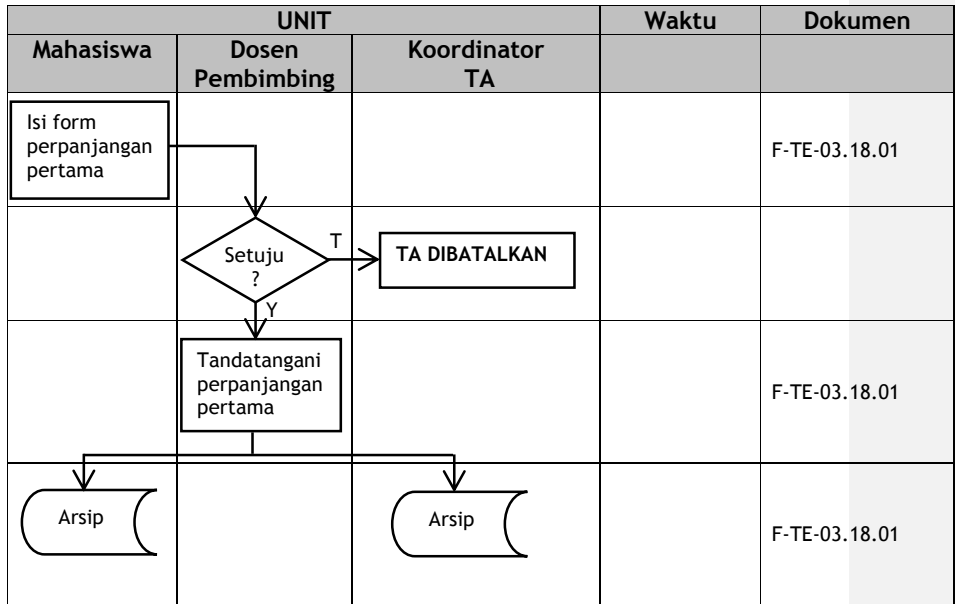 UNIT Waktu Dokumen
Mahasiswa Dosen Pembimbing Koordinator TA
Isi form
perpanjangan
pertama
F-TE-03.18.01
Setuju
?
T
TA DIBATALKAN
Y
Tandatangani
perpanjangan
pertama
F-TE-03.18.01
Arsip
Arsip
F-TE-03.18.01